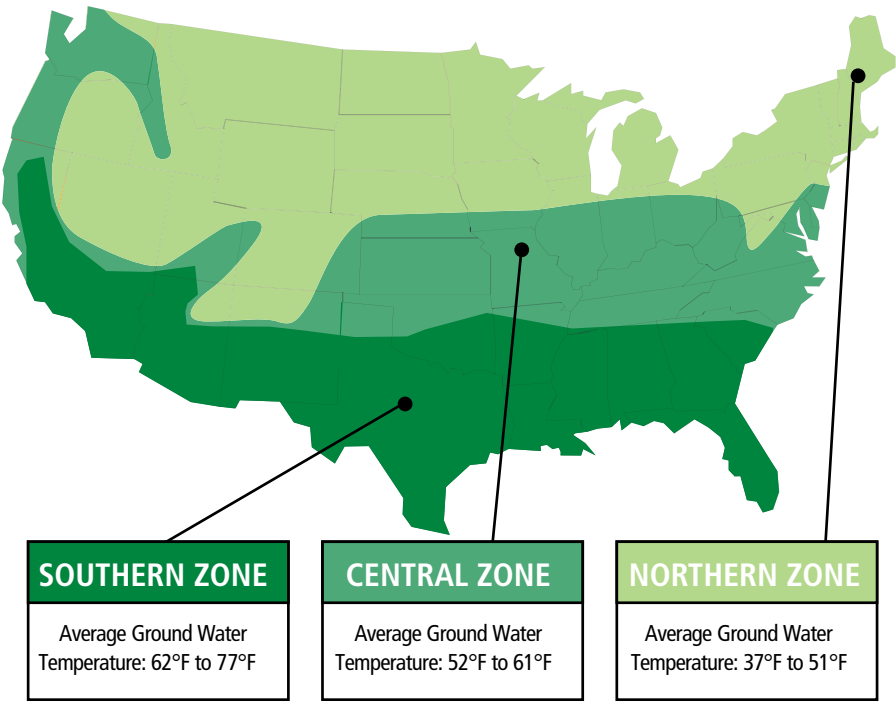 SOUTHERN ZONE
Average Ground Water
Temperature: 62°F to 77°F
CENTRAL ZONE
Average Ground Water
Temperature: 52°F to 61°F
NORTHERN ZONE
Average Ground Water
Temperature: 37°F to 51°F